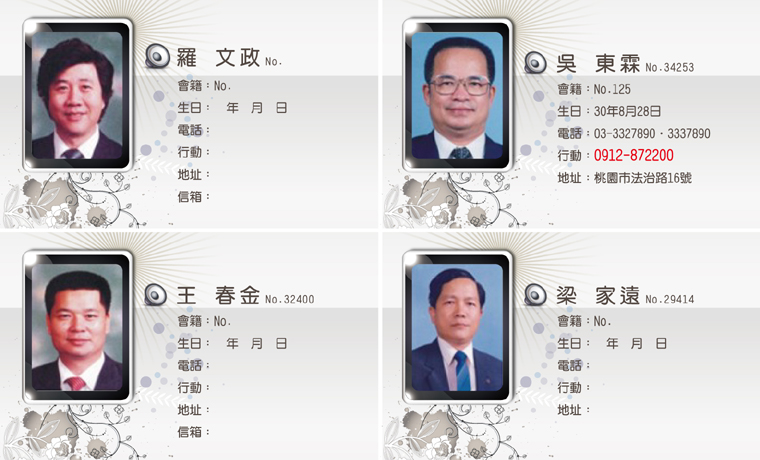 羅 文政 No.
會籍：No.
生日： 年 月 日
電話：
行動：
地址：
信箱：
吳 東霖 No.34253
會籍：No.125
生日：30年8月28日
電話：03-3327890・3337890
行動：0912-872200
地址：桃園市法治路16號
王 春金 No.32400
會籍：No.
生日： 年 月 日
電話：
行動：
地址：
信箱：
梁 家遠 No.29414
會籍：No.
生日： 年 月 日
電話：
行動：
地址：